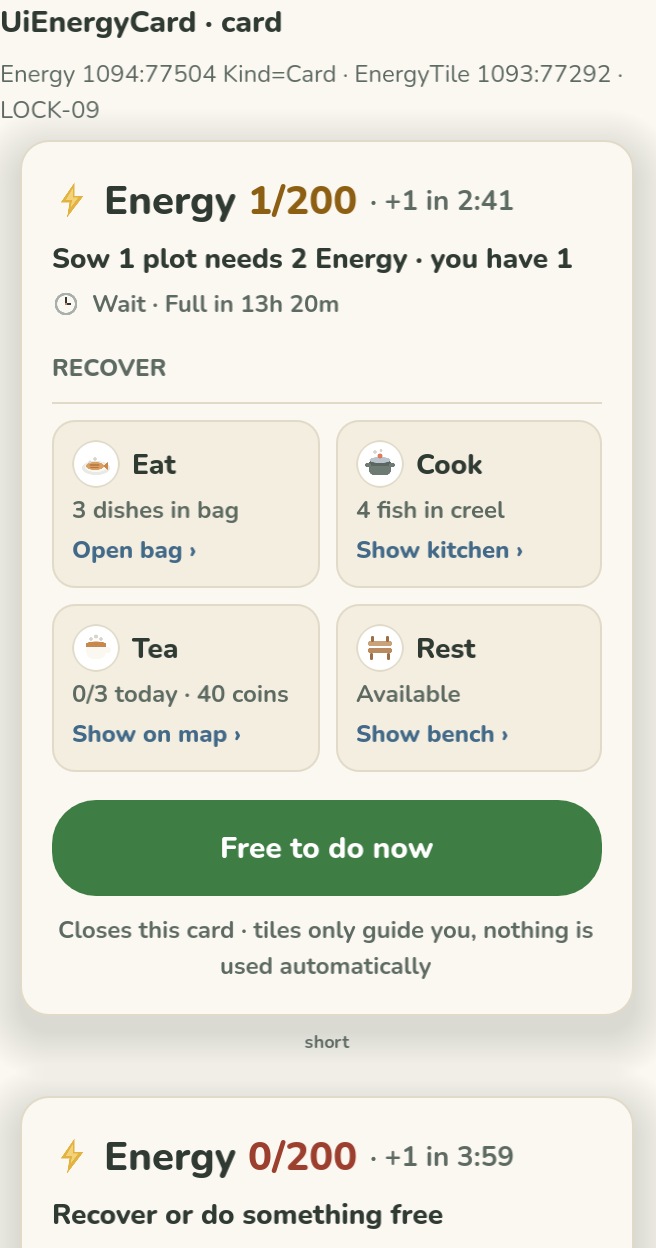 UiEnergyCard · card
Energy 1094:77504 Kind=Card · EnergyTile 1093:77292 ·
LOCK-09
Energy 1/200 · +1 in 2:41
Sow 1 plot needs 2 Energy · you have 1
Wait · Full in 13h 20m
RECOVER
Eat
3 dishes in bag
Open bag ›
Cook
4 fish in creel
Show kitchen ›
Tea
0/3 today · 40 coins
Show on map ›
Rest
Available
Show bench ›
Free to do now
Closes this card · tiles only guide you, nothing is
used automatically
short
Energy 0/200 · +1 in 3:59
Recover or do something free